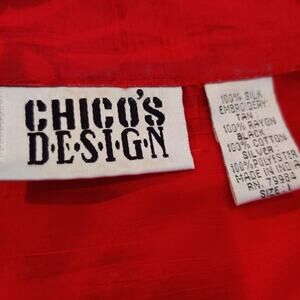 CHICO'S
D•E•S•I•G•N
100% SILK
EMBROIDERY:
TAN
100% RAYON
BLACK
100% COTTON
SILVER
100% POLYESTER
MADE IN INDIA
RN. 79984
SIZE: 1